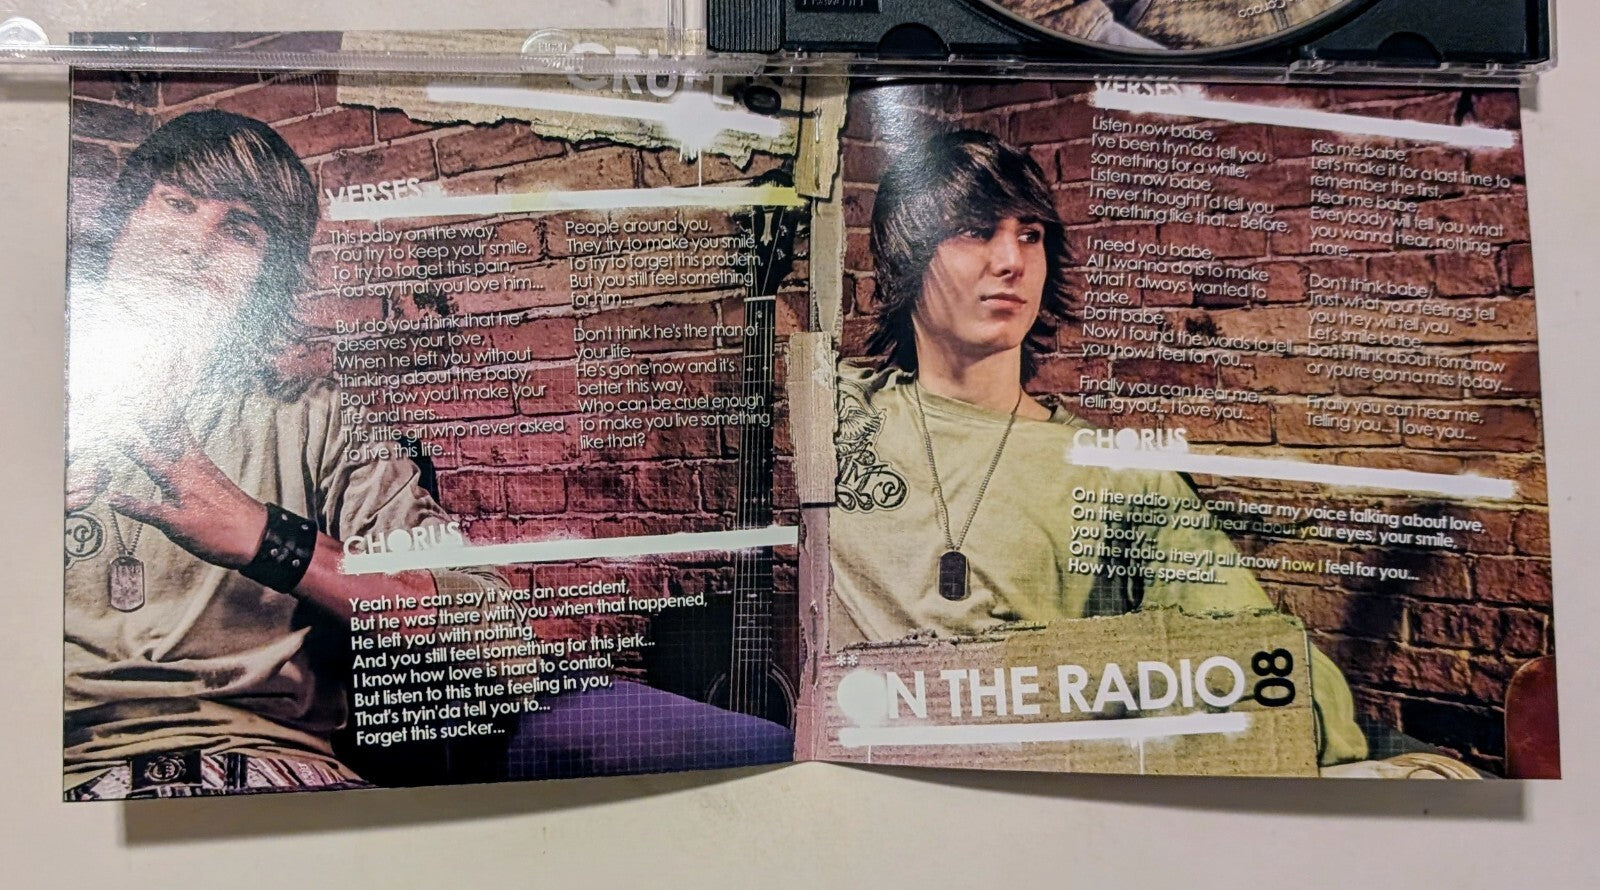 CRUEL
VERSES
This baby on the way,
You try to keep your smile,
To try to forget this pain,
You say that you love him...
But do you think that he
deserves your love,
When he left you without
thinking about the baby,
Bout' how you'll make your
life and hers...
This little girl who never asked
to live this life...
People around you,
They try to make you smile,
To try to forget this problem,
But you still feel something
for him...
Don't think he's the man of
your life,
He's gone now and it's
better this way,
Who can be cruel enough
to make you live something
like that?
CHORUS
Yeah he can say it was an accident,
But he was there with you when that happened,
He left you with nothing,
And you still feel something for this jerk...
I know how love is hard to control,
But listen to this true feeling in you,
That's tryin'da tell you to...
Forget this sucker...
VERSES
Listen now babe,
I've been tryn'da tell you
something for a while,
Listen now babe,
I never thought I'd tell you
something like that... Before,
I need you babe,
All I wanna do is to make
what I always wanted to
make,
Do it babe,
Now I found the words to tell
you how I feel for you...
Finally you can hear me,
Telling you... I love you...
Kiss me babe,
Let's make it for a last time to
remember the first,
Hear me babe,
Everybody will tell you what
you wanna hear, nothing
more...
Don't think babe,
Trust what your feelings tell
you they will tell you,
Let's smile babe,
Don't think about tomorrow
or you're gonna miss today...
Finally you can hear me,
Telling you... I love you...
CHORUS
On the radio you can hear my voice talking about love,
On the radio you'll hear about your eyes, your smile,
you body...
On the radio they'll all know how I feel for you...
How you're special...
**
ON THE RADIO 08